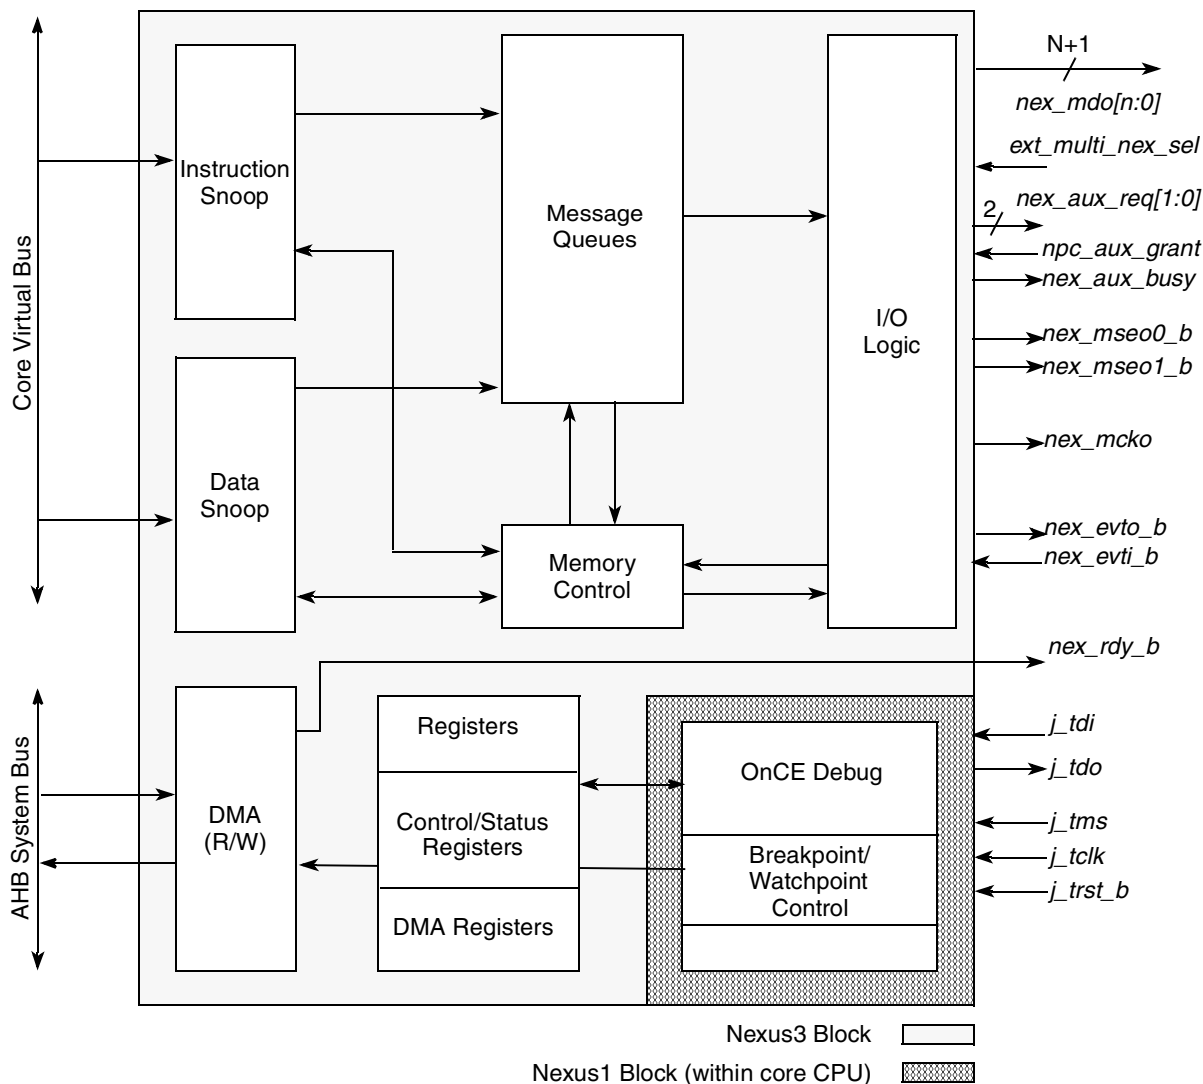 N+1
nex_mdo[n:0]
ext_multi_nex_sel
nex_aux_req[1:0]
2
npc_aux_grant
nex_aux_busy
nex_mseo0_b
nex_mseo1_b
nex_mcko
nex_evto_b
nex_evti_b
nex_rdy_b
j_tdi
j_tdo
j_tms
j_tclk
j_trst_b
Core Virtual Bus
Instruction
Snoop
Message
Queues
I/O
Logic
Data
Snoop
Memory
Control
AHB System Bus
DMA
(R/W)
Registers
Control/Status
Registers
DMA Registers
OnCE Debug
Breakpoint/
Watchpoint
Control
Nexus3 Block
Nexus1 Block (within core CPU)